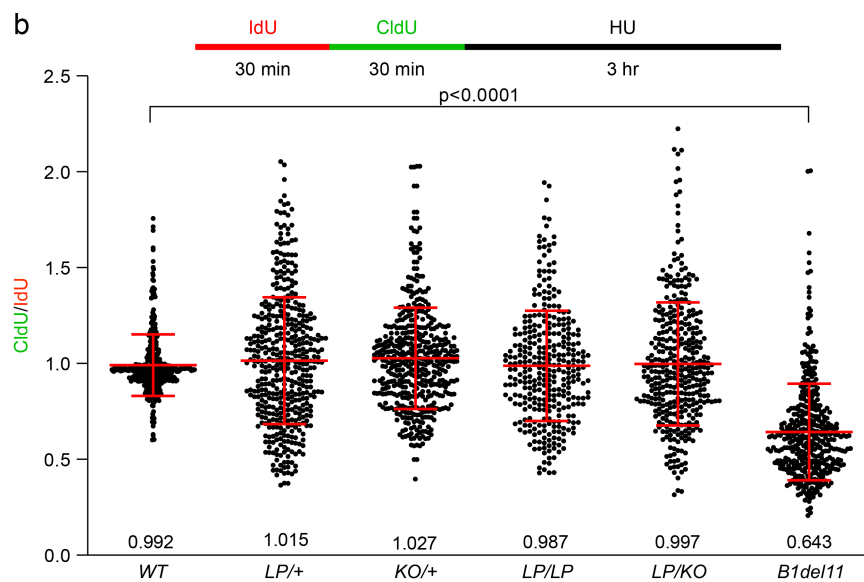 b
IdU CldU HU
30 min 30 min 3 hr
2.5
p<0.0001
2.0
1.5
CldU/IdU
1.0
0.5
0.992 1.015 1.027 0.987 0.997 0.643
0.0
WT LP/+ KO/+ LP/LP LP/KO B1del11